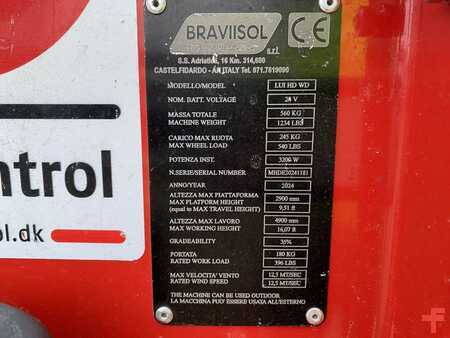 BRAVIISOL
s.r.l.
S.S. Adriatica, 16 Km. 314,600
CASTELFIDARDO - AN ITALY Tel. 071.7819090
MODELLO/MODEL LUI HD WD
NOM. BATT. VOLTAGE 24 V
MASSA TOTALE 560 KG
MACHINE WEIGHT 1234 LBS
CARICO MAX RUOTA 245 KG
MAX WHEEL LOAD 540 LBS
POTENZA INST. 3200 W
N.SERIE/SERIAL NUMBER MHDE20241181
ANNO/YEAR 2024
ALTEZZA MAX PIATTAFORMA 2900 mm
MAX PLATFORM HEIGHT 9,51 ft
(equal to MAX TRAVEL HEIGHT)
ALTEZZA MAX LAVORO 4900 mm
MAX WORKING HEIGHT 16,07 ft
GRADEABILITY 35%
PORTATA 180 KG
RATED WORK LOAD 396 LBS
MAX VELOCITA' VENTO 12,5 MT/SEC
RATED WIND SPEED 12,5 MT/SEC
THE MACHINE CAN BE USED OUTDOOR
LA MACCHINA PUO' ESSERE USATA ALL'ESTERNO
ntrol
ol.dk